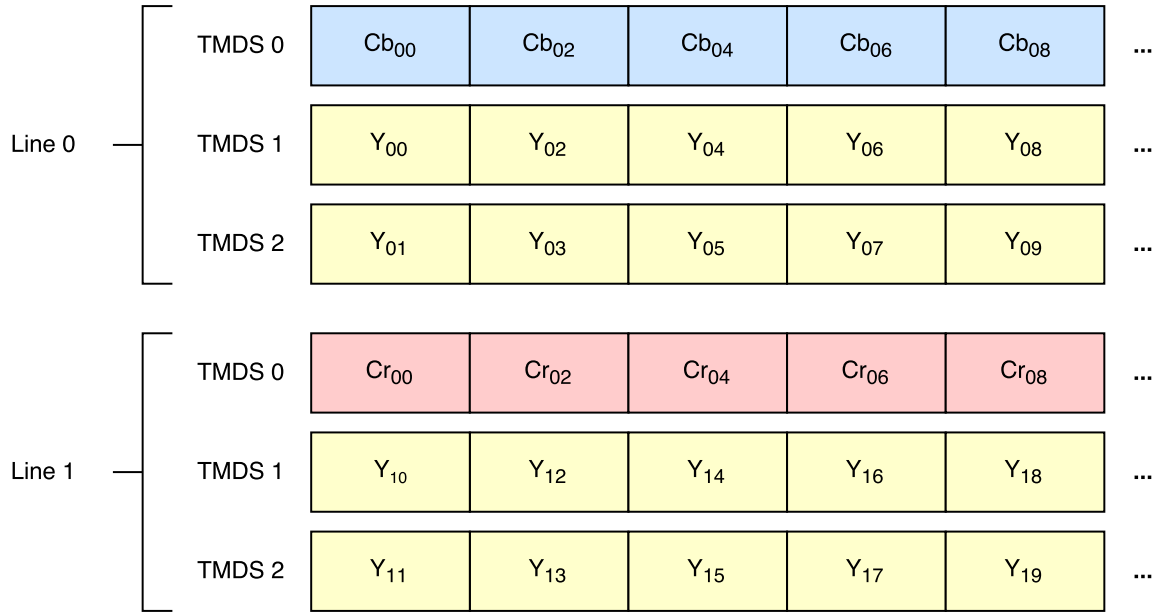 TMDS 0 Cb00 Cb02 Cb04 Cb06 Cb08 ...
Line 0 TMDS 1 Y00 Y02 Y04 Y06 Y08 ...
TMDS 2 Y01 Y03 Y05 Y07 Y09 ...
TMDS 0 Cr00 Cr02 Cr04 Cr06 Cr08 ...
Line 1 TMDS 1 Y10 Y12 Y14 Y16 Y18 ...
TMDS 2 Y11 Y13 Y15 Y17 Y19 ...